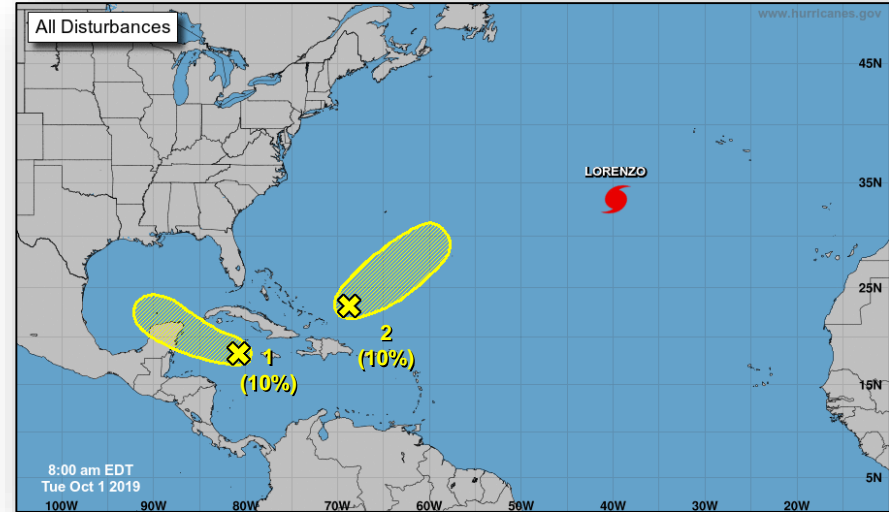 All Disturbances
www.hurricanes.gov
45N
LORENZO
35N
25N
2
(10%)
1
(10%)
15N
8:00 am EDT
Tue Oct 1 2019
5N
100W 90W 80W 70W 60W 50W 40W 30W 20W